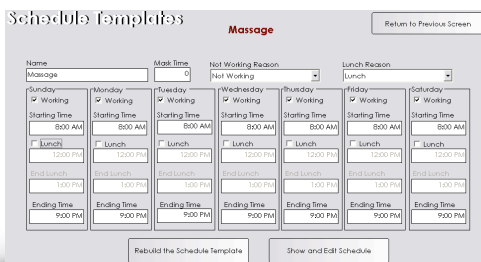 Schedule Templates
Massage
Return to Previous Screen
Name Mask Time Not Working Reason Lunch Reason
Massage 0 Not Working Lunch
Sunday Monday Tuesday Wednesday Thursday Friday Saturday
Working Working Working Working Working Working Working
Starting Time Starting Time Starting Time Starting Time Starting Time Starting Time Starting Time
8:00 AM 8:00 AM 8:00 AM 8:00 AM 8:00 AM 8:00 AM 8:00 AM
Lunch Lunch Lunch Lunch Lunch Lunch Lunch
12:00 PM 12:00 PM 12:00 PM 12:00 PM 12:00 PM 12:00 PM 12:00 PM
End Lunch End Lunch End Lunch End Lunch End Lunch End Lunch End Lunch
1:00 PM 1:00 PM 1:00 PM 1:00 PM 1:00 PM 1:00 PM 1:00 PM
Ending Time Ending Time Ending Time Ending Time Ending Time Ending Time Ending Time
9:00 PM 9:00 PM 9:00 PM 9:00 PM 9:00 PM 9:00 PM 9:00 PM
Rebuild the Schedule Template Show and Edit Schedule